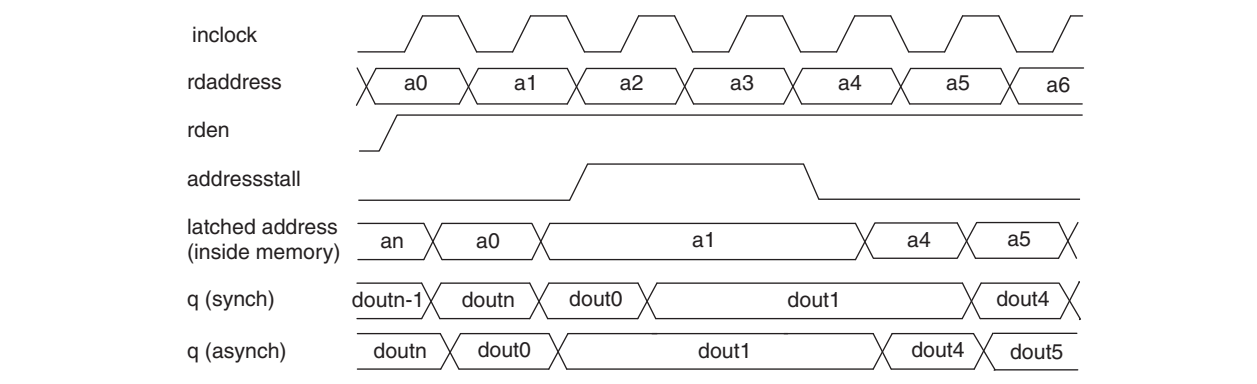 inclock
rdaddress a0 a1 a2 a3 a4 a5 a6
rden
addressstall
latched address
(inside memory) an a0 a1 a4 a5
q (synch) doutn-1 doutn dout0 dout1 dout4
q (asynch) doutn dout0 dout1 dout4 dout5